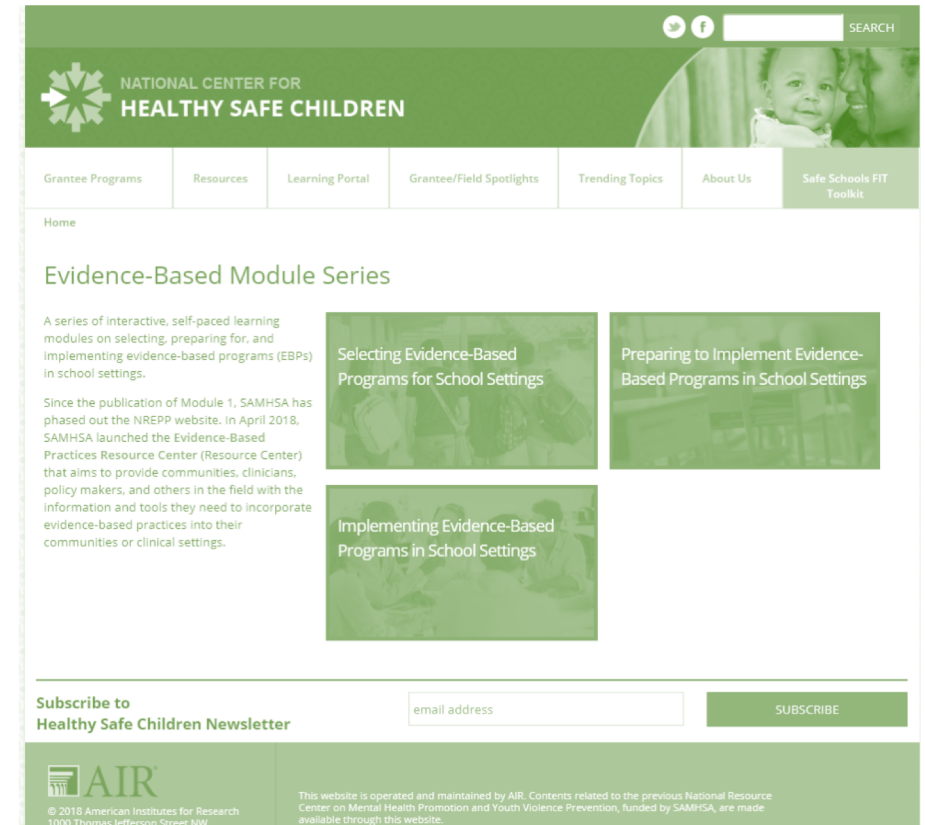 SEARCH
NATIONAL CENTER FOR
HEALTHY SAFE CHILDREN
Grantee Programs
Resources
Learning Portal
Grantee/Field Spotlights
Trending Topics
About Us
Safe Schools FIT
Toolkit
Home
Evidence-Based Module Series
A series of interactive, self-paced learning
modules on selecting, preparing for, and
implementing evidence-based programs (EBPs)
in school settings.
Since the publication of Module 1, SAMHSA has
phased out the NREPP website. In April 2018,
SAMHSA launched the Evidence-Based
Practices Resource Center (Resource Center)
that aims to provide communities, clinicians,
policy makers, and others in the field with the
information and tools they need to incorporate
evidence-based practices into their
communities or clinical settings.
Selecting Evidence-Based
Programs for School Settings
Preparing to Implement Evidence-
Based Programs in School Settings
Implementing Evidence-Based
Programs in School Settings
Subscribe to
Healthy Safe Children Newsletter
email address
SUBSCRIBE
AIR
© 2018 American Institutes for Research
1000 Thomas Jefferson Street NW
This website is operated and maintained by AIR. Contents related to the previous National Resource
Center on Mental Health Promotion and Youth Violence Prevention, funded by SAMHSA, are made
available through this website.